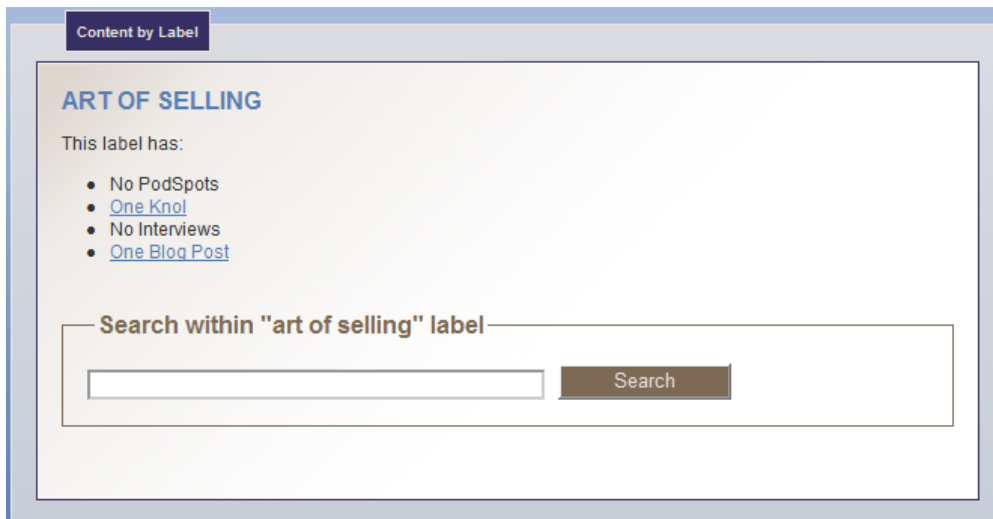 Content by Label
ART OF SELLING
This label has:
No PodSpots
One Knol
No Interviews
One Blog Post
Search within "art of selling" label
Search